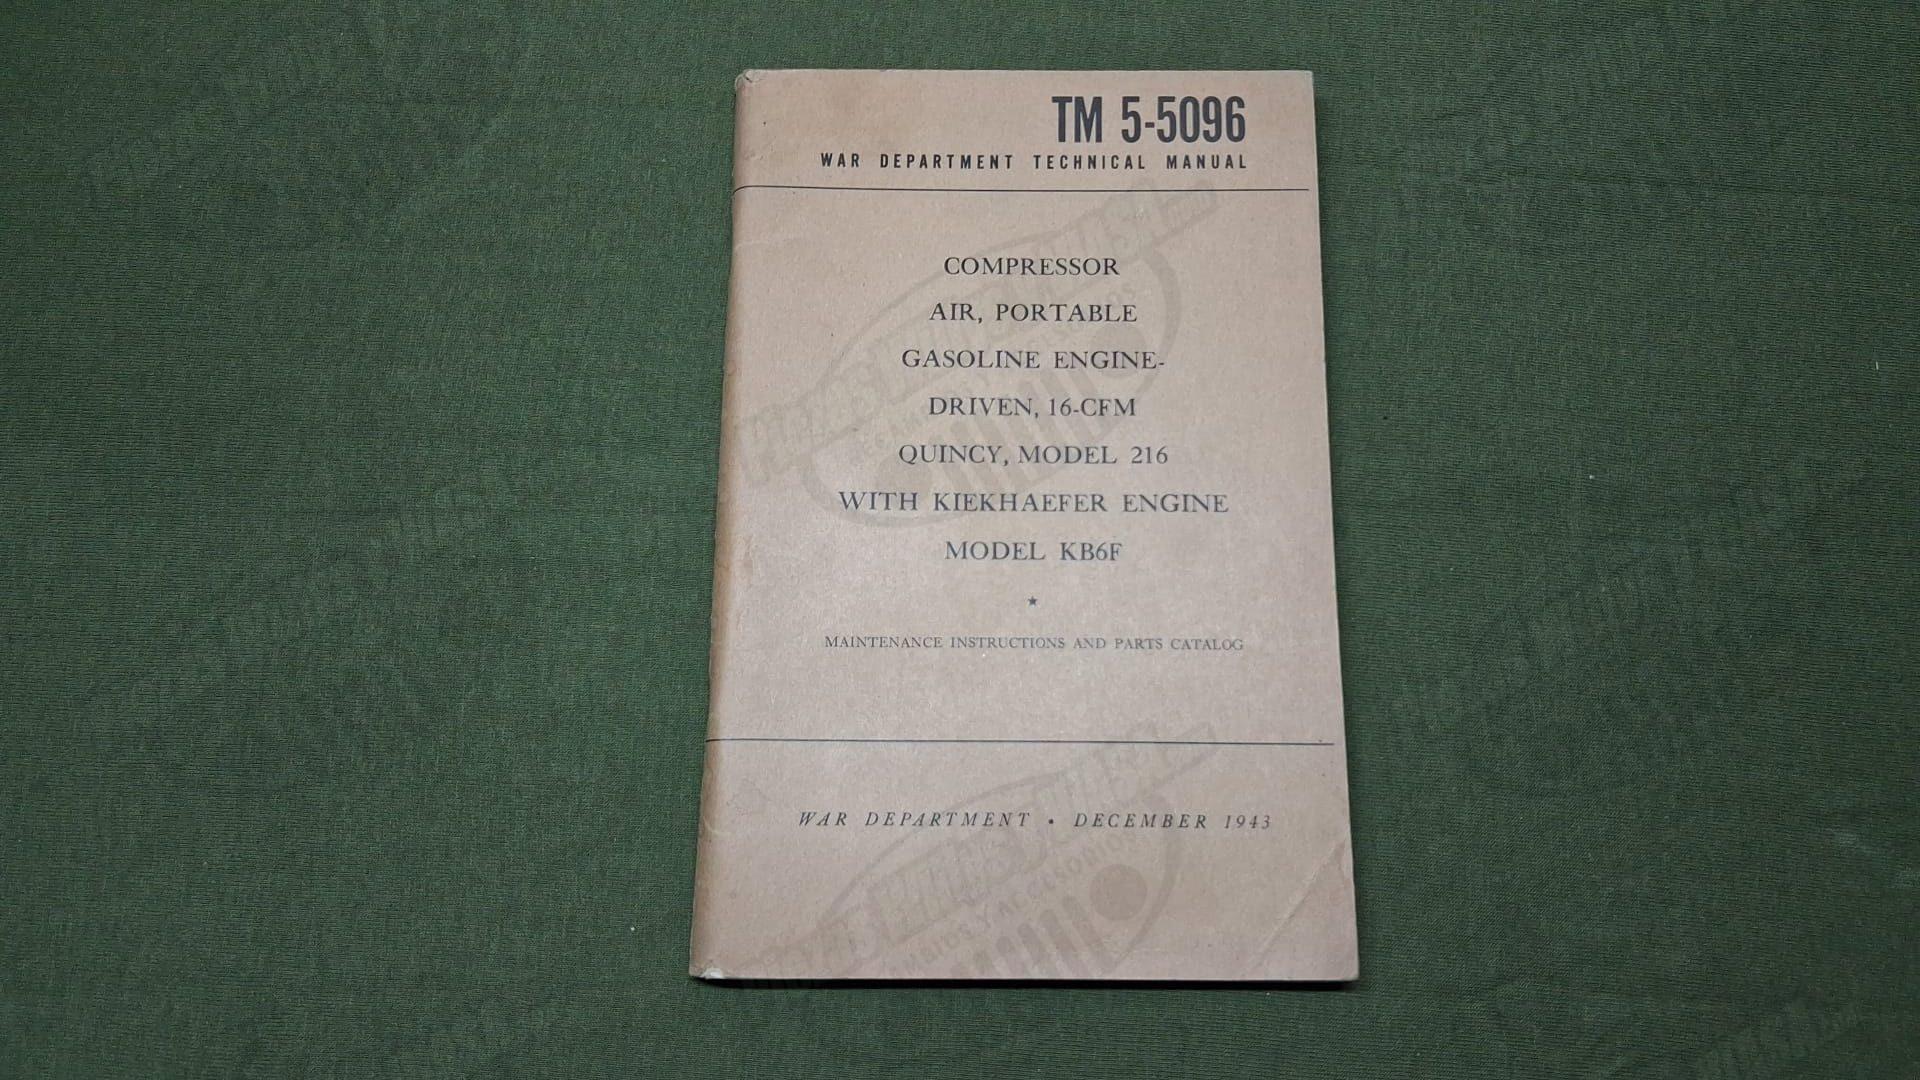 TM 5-5096
WAR DEPARTMENT TECHNICAL MANUAL
COMPRESSOR
AIR, PORTABLE
GASOLINE ENGINE-
DRIVEN, 16-CFM
QUINCY, MODEL 216
WITH KIEKHAEFER ENGINE
MODEL KB6F
★
MAINTENANCE INSTRUCTIONS AND PARTS CATALOG
WAR DEPARTMENT • DECEMBER 1943